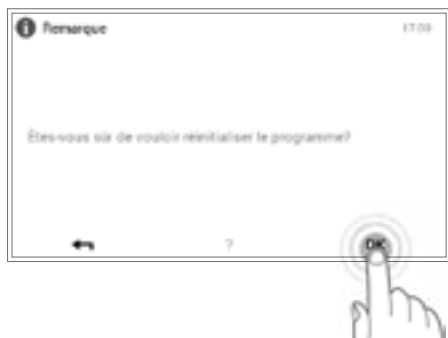 Remarque
17:09
Êtes-vous sûr de vouloir réinitialiser le programme?
?
OK